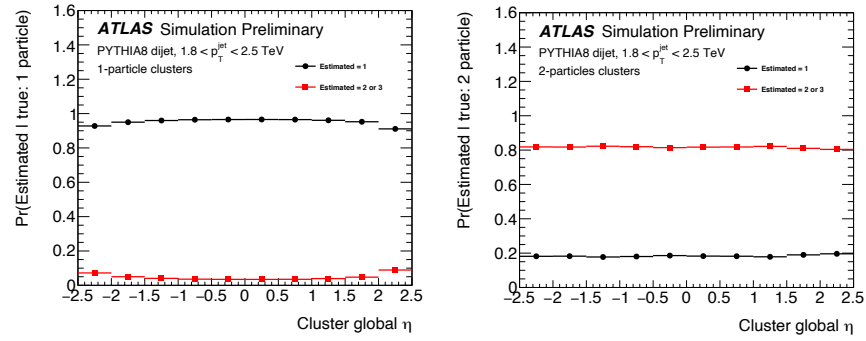 ATLAS Simulation Preliminary
PYTHIA8 dijet, 1.8 < p_T^jet < 2.5 TeV
1-particle clusters
Estimated = 1
Estimated = 2 or 3
Pr(Estimated | true: 1 particle)
1.6
1.4
1.2
1
0.8
0.6
0.4
0.2
0
−2.5 −2 −1.5 −1 −0.5 0 0.5 1 1.5 2 2.5
Cluster global η
ATLAS Simulation Preliminary
PYTHIA8 dijet, 1.8 < p_T^jet < 2.5 TeV
2-particles clusters
Estimated = 1
Estimated = 2 or 3
Pr(Estimated | true: 2 particle)
1.6
1.4
1.2
1
0.8
0.6
0.4
0.2
0
−2.5 −2 −1.5 −1 −0.5 0 0.5 1 1.5 2 2.5
Cluster global η